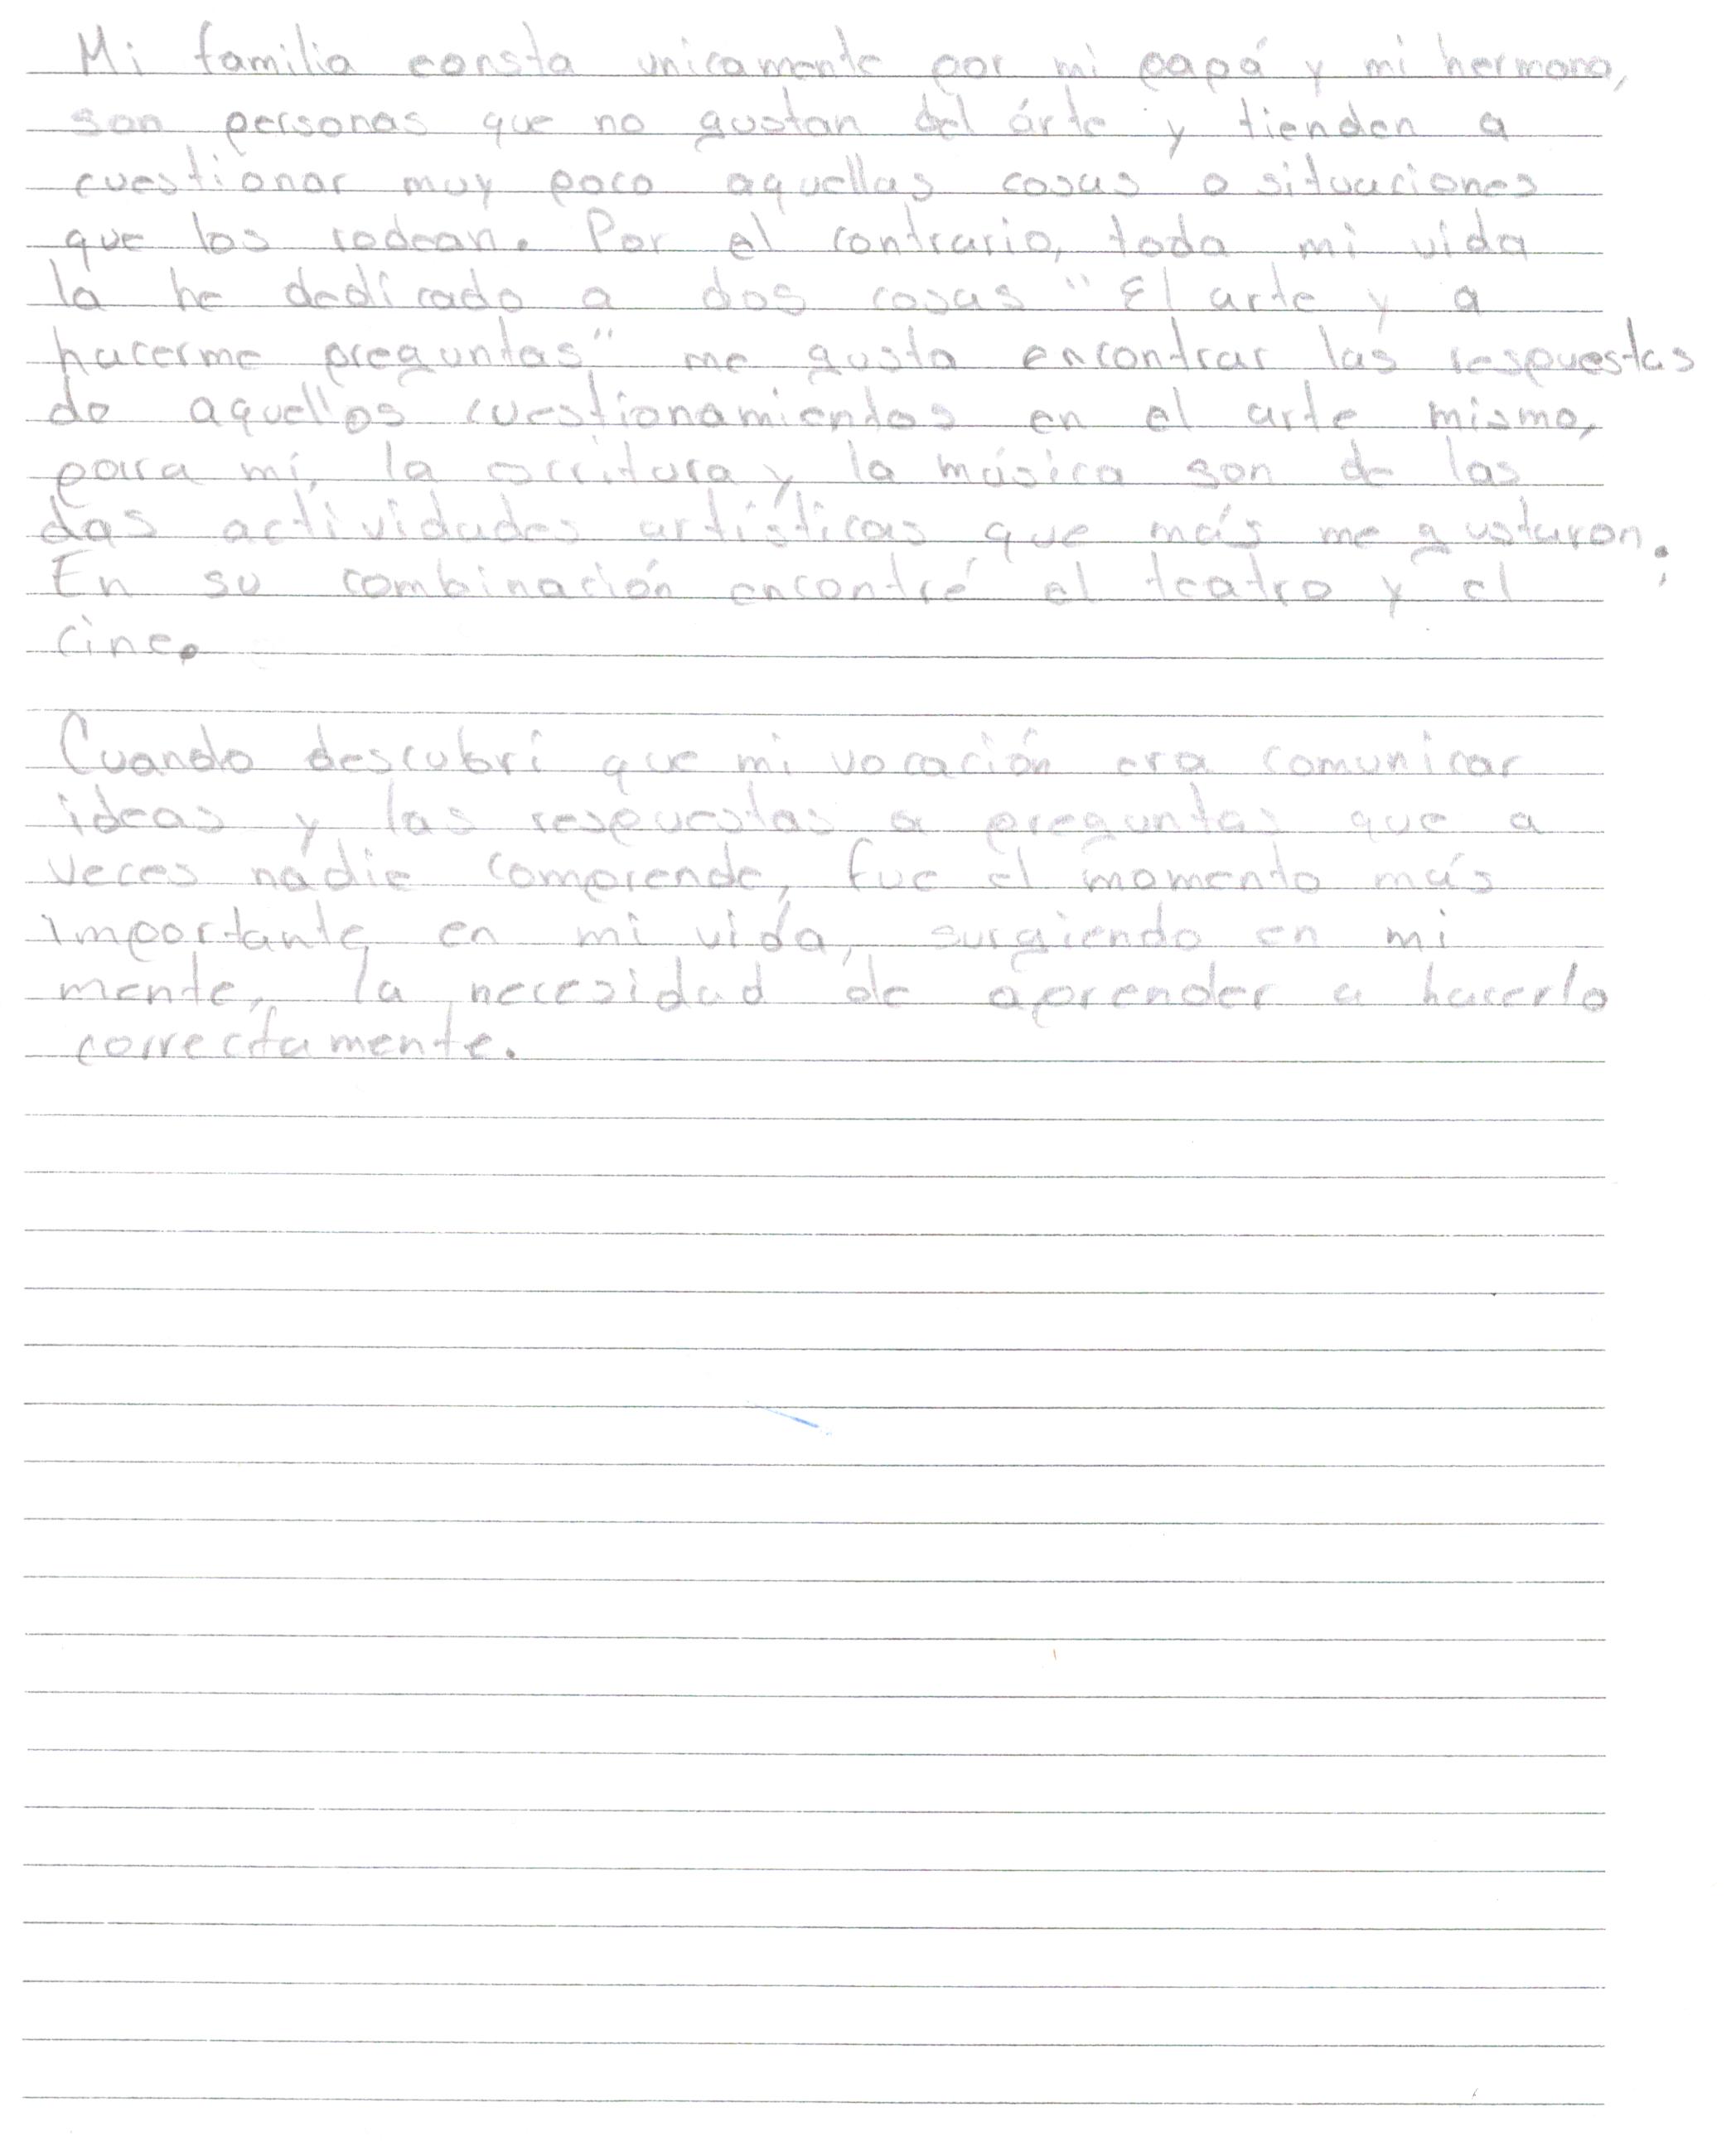 Mi familia consta unicamente por mi papá y mi hermano,
son personas que no gustan del árte y tienden a
cuestionar muy poco aquellas cosas o situaciones
que los rodean. Por el contrario, toda mi vida
la he dedicado a dos cosas "El arte y a
hacerme preguntas" me gusta encontrar las respuestas
de aquellos cuestionamientos en el arte mismo,
para mí, la escritura y la música son de las
dos actividades artísticas que más me gustaron.
En su combinación encontré el teatro y el
cine.
Cuando descubrí que mi vocación era comunicar
ideas y las respuestas a preguntas que a
veces nadie comprende, fue el momento más
importante en mi vida, surgiendo en mi
mente, la necesidad de aprender a hacerlo
correctamente.